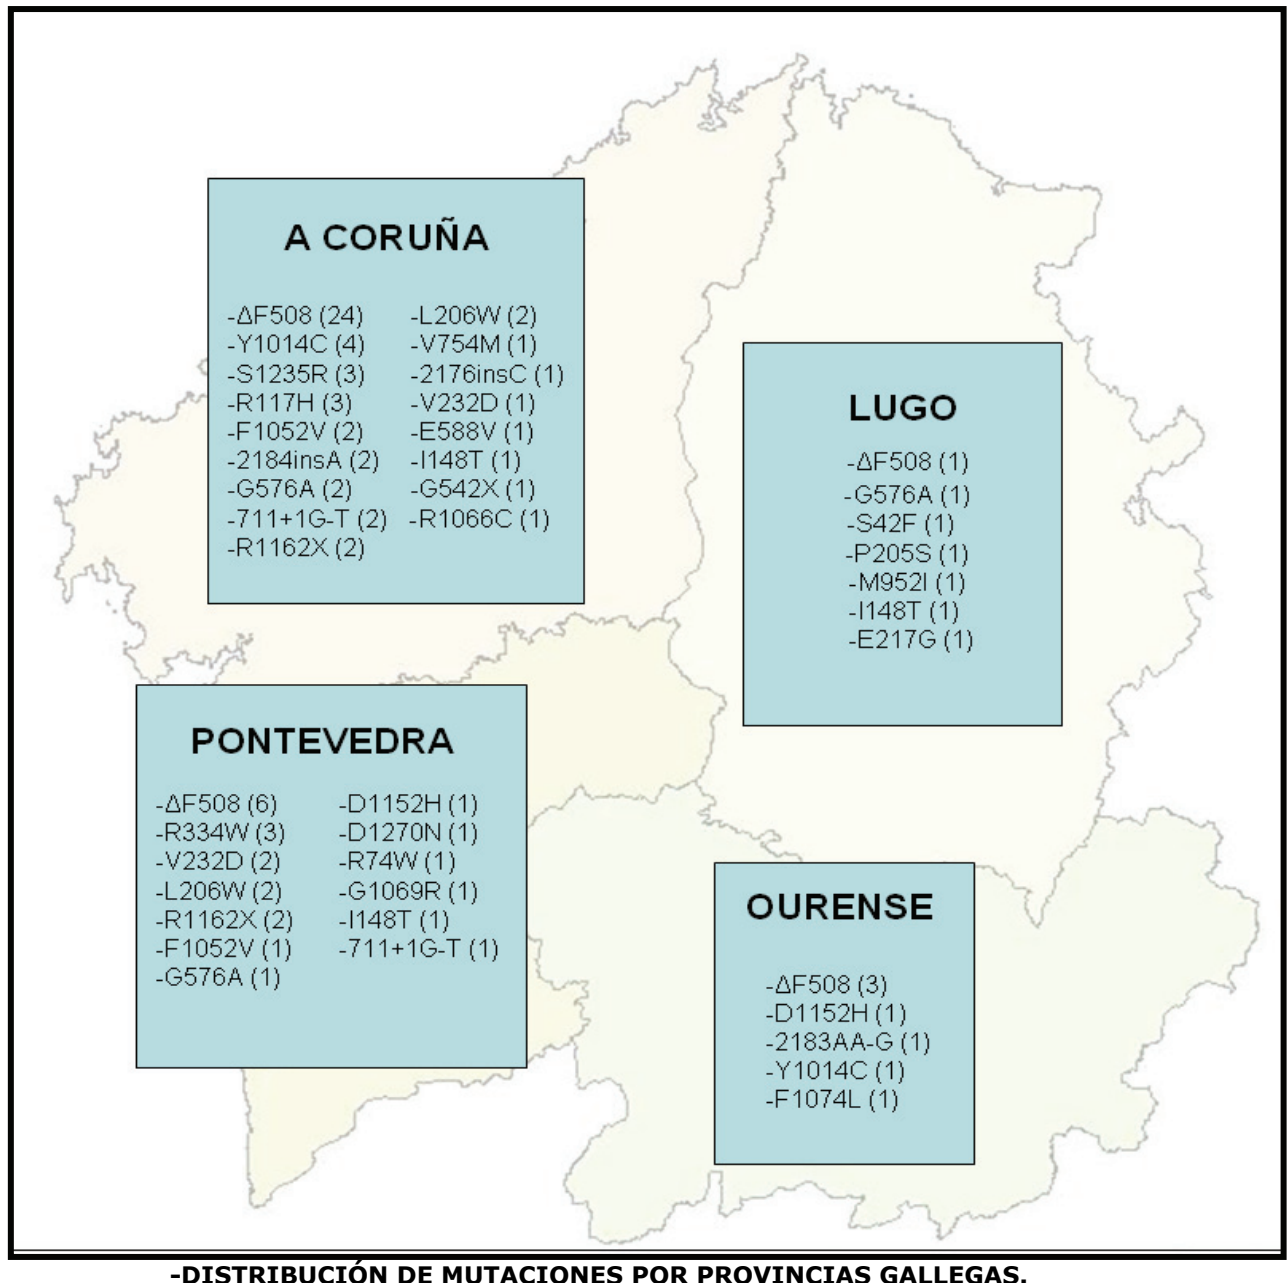 A CORUÑA
-ΔF508 (24)
-Y1014C (4)
-S1235R (3)
-R117H (3)
-F1052V (2)
-2184insA (2)
-G576A (2)
-711+1G-T (2)
-R1162X (2)
-L206W (2)
-V754M (1)
-2176insC (1)
-V232D (1)
-E588V (1)
-I148T (1)
-G542X (1)
-R1066C (1)
LUGO
-ΔF508 (1)
-G576A (1)
-S42F (1)
-P205S (1)
-M952I (1)
-I148T (1)
-E217G (1)
PONTEVEDRA
-ΔF508 (6)
-R334W (3)
-V232D (2)
-L206W (2)
-R1162X (2)
-F1052V (1)
-G576A (1)
-D1152H (1)
-D1270N (1)
-R74W (1)
-G1069R (1)
-I148T (1)
-711+1G-T (1)
OURENSE
-ΔF508 (3)
-D1152H (1)
-2183AA-G (1)
-Y1014C (1)
-F1074L (1)
-DISTRIBUCIÓN DE MUTACIONES POR PROVINCIAS GALLEGAS.